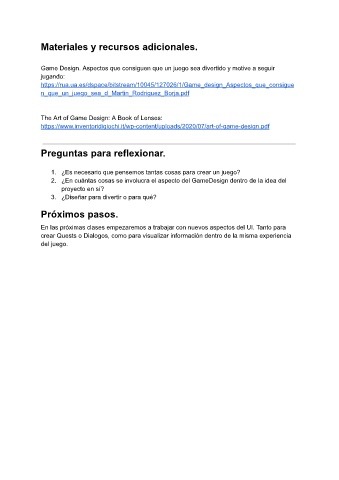 Materiales y recursos adicionales.
Game Design. Aspectos que consiguen que un juego sea divertido y motive a seguir
jugando:
https://rua.ua.es/dspace/bitstream/10045/127026/1/Game_design_Aspectos_que_consigue
n_que_un_juego_sea_d_Martin_Rodriguez_Borja.pdf
The Art of Game Design: A Book of Lenses:
https://www.inventoridigiochi.it/wp-content/uploads/2020/07/art-of-game-design.pdf
Preguntas para reflexionar.
1. ¿Es necesario que pensemos tantas cosas para crear un juego?
2. ¿En cuántas cosas se involucra el aspecto del GameDesign dentro de la idea del
proyecto en sí?
3. ¿Diseñar para divertir o para qué?
Próximos pasos.
En las próximas clases empezaremos a trabajar con nuevos aspectos del UI. Tanto para
crear Quests o Dialogos, como para visualizar información dentro de la misma experiencia
del juego.